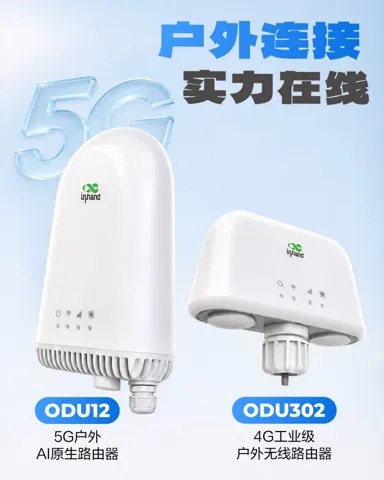 户外连接
实力在线
5G
inhand
inhand
ODU12
5G户外
AI原生路由器
ODU302
4G工业级
户外无线路由器